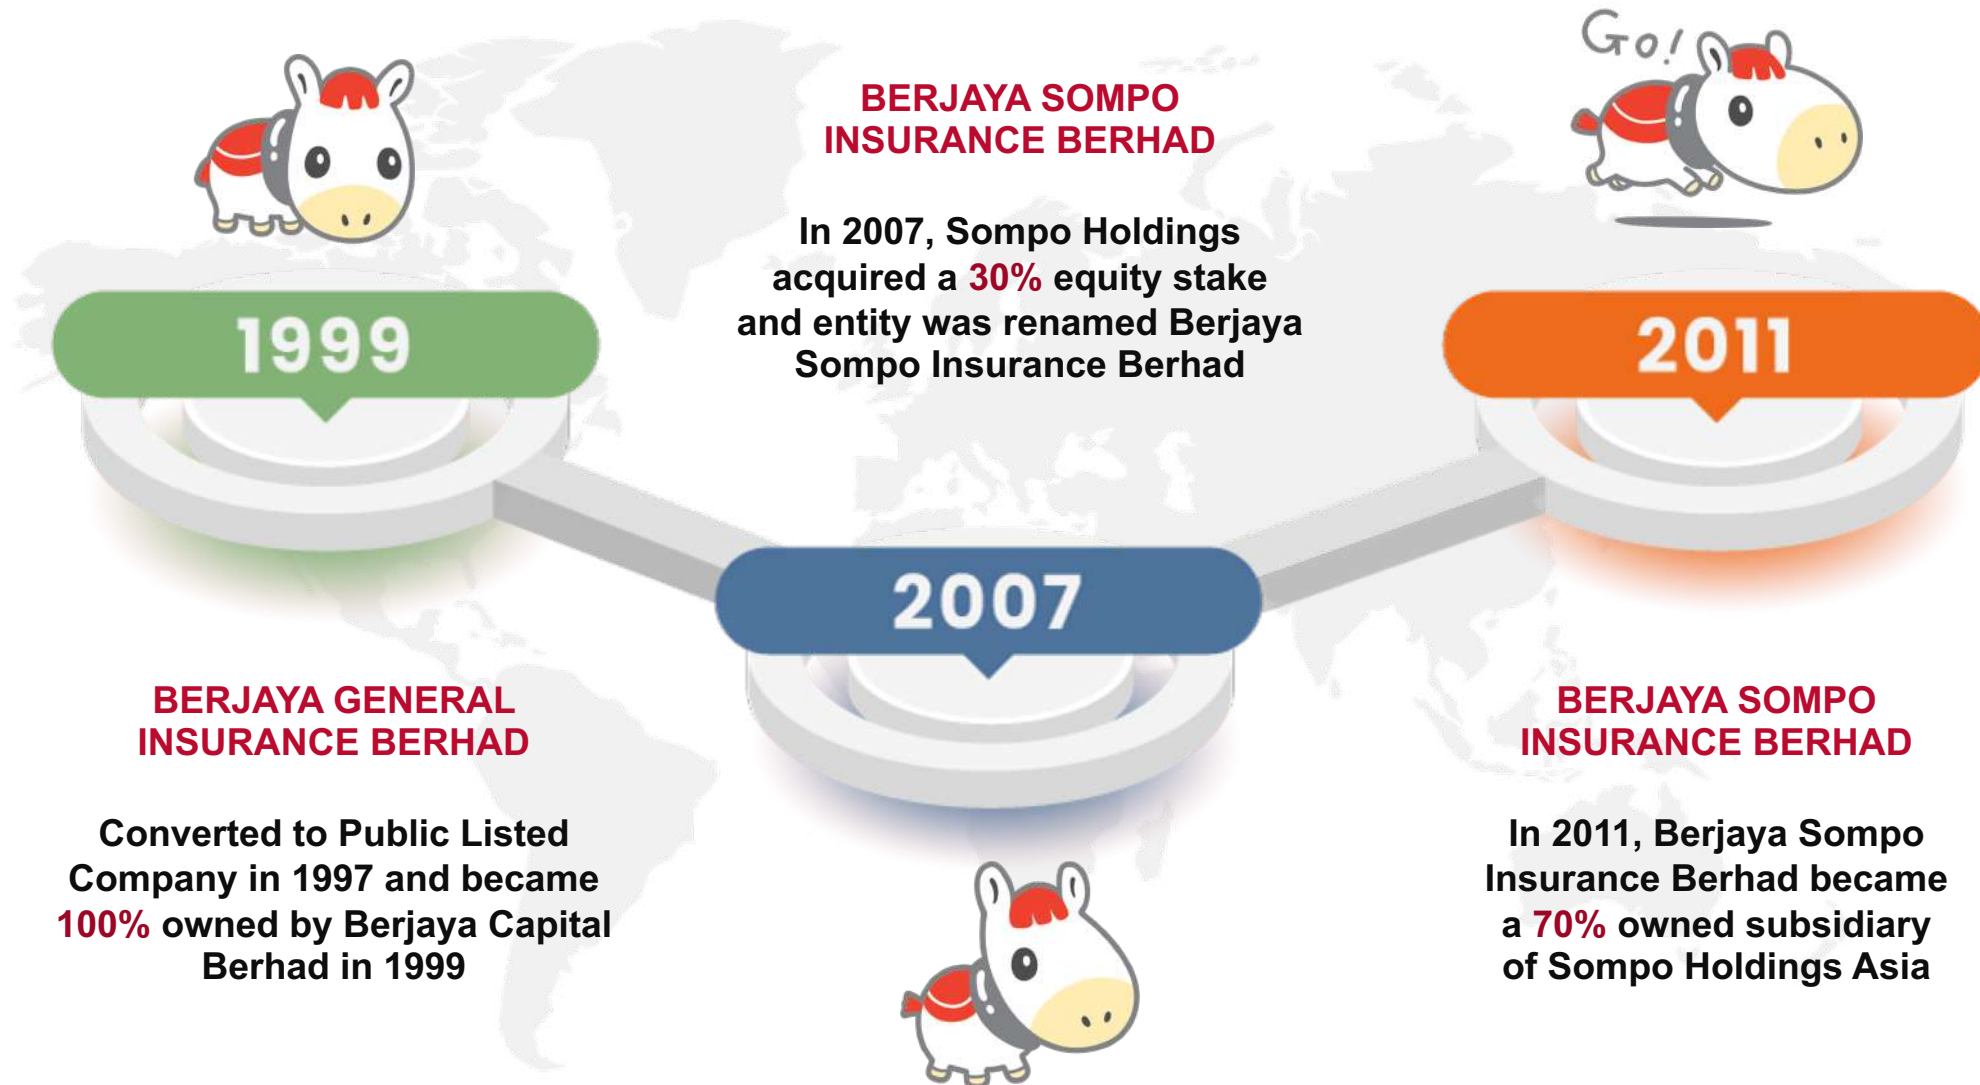 1999
BERJAYA GENERAL
INSURANCE BERHAD
Converted to Public Listed
Company in 1997 and became
100% owned by Berjaya Capital
Berhad in 1999
BERJAYA SOMPO
INSURANCE BERHAD
In 2007, Sompo Holdings
acquired a 30% equity stake
and entity was renamed Berjaya
Sompo Insurance Berhad
2007
Go!
2011
BERJAYA SOMPO
INSURANCE BERHAD
In 2011, Berjaya Sompo
Insurance Berhad became
a 70% owned subsidiary
of Sompo Holdings Asia